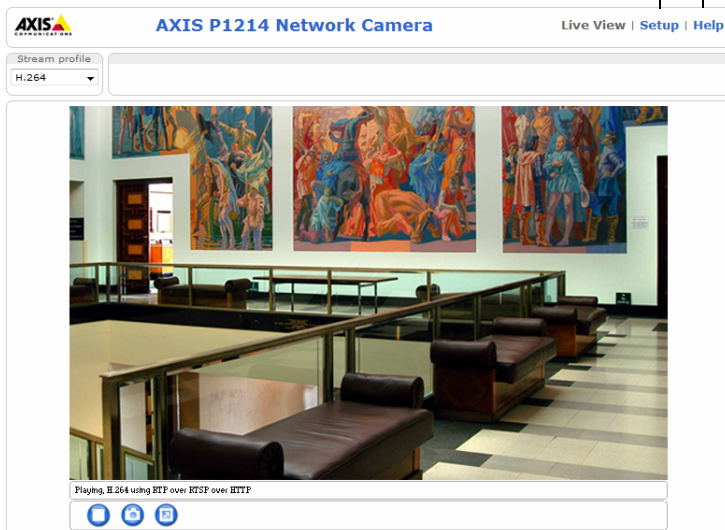 AXIS
COMMUNICATIONS
AXIS P1214 Network Camera
Live View | Setup | Help
Stream profile
H.264
Playing, H.264 using RTP over RTSP over HTTP